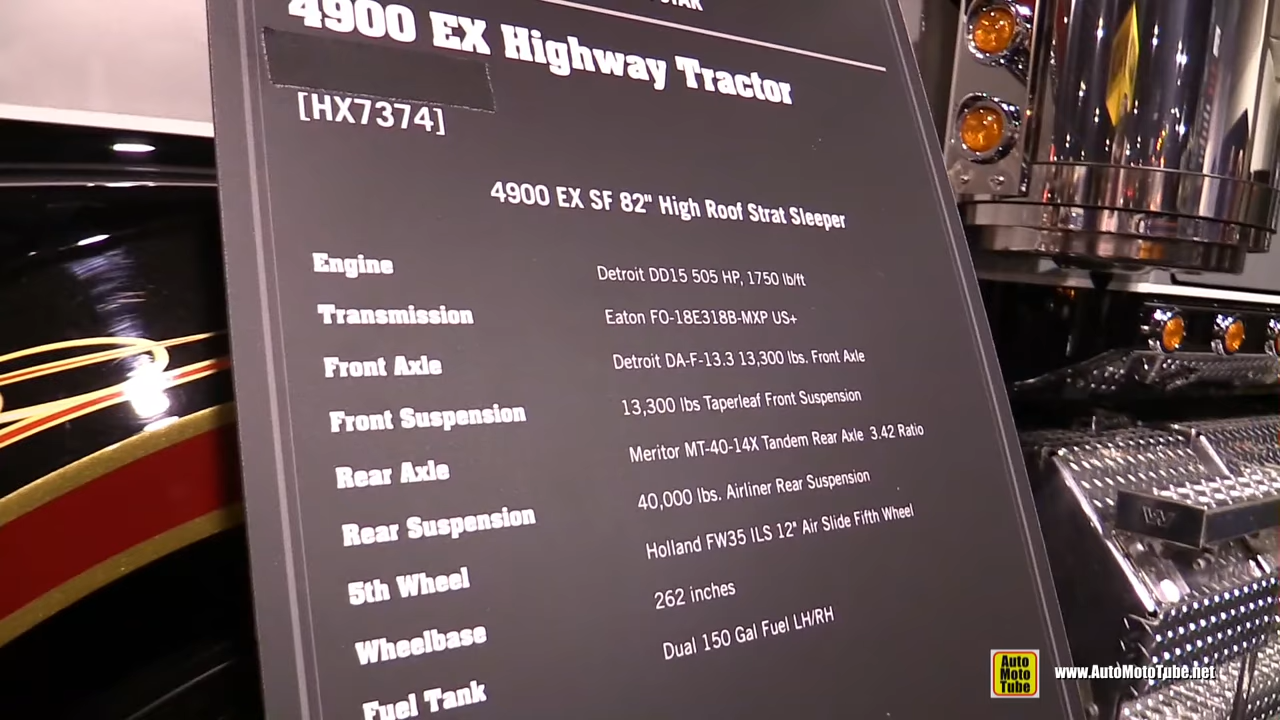 4900 EX Highway Tractor
[HX7374]
4900 EX SF 82" High Roof Strat Sleeper
Engine Detroit DD15 505 HP, 1750 lb/ft
Transmission Eaton FO-18E318B-MXP US+
Front Axle Detroit DA-F-13.3 13,300 lbs. Front Axle
Front Suspension 13,300 lbs Taperleaf Front Suspension
Rear Axle Meritor MT-40-14X Tandem Rear Axle 3.42 Ratio
Rear Suspension 40,000 lbs. Airliner Rear Suspension
5th Wheel Holland FW35 ILS 12" Air Slide Fifth Wheel
Wheelbase 262 inches
Fuel Tank Dual 150 Gal Fuel LH/RH
Auto
Moto
Tube
www.AutoMotoTube.net